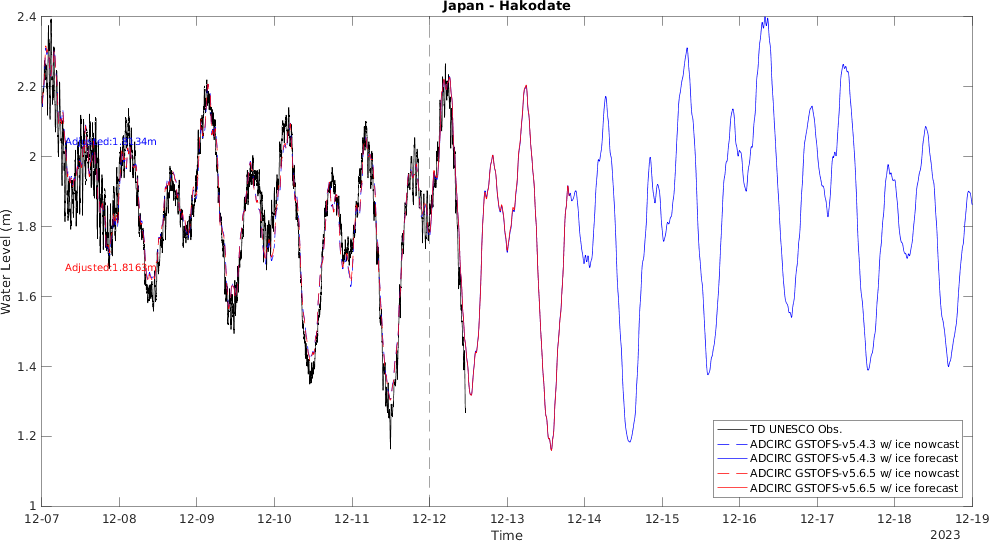 Japan - Hakodate
2.4
2.2
2
1.8
1.6
1.4
1.2
1
Water Level (m)
Adjusted:1.8163m
TD UNESCO Obs.
ADCIRC GSTOFS-v5.4.3 w/ ice nowcast
ADCIRC GSTOFS-v5.4.3 w/ ice forecast
ADCIRC GSTOFS-v5.6.5 w/ ice nowcast
ADCIRC GSTOFS-v5.6.5 w/ ice forecast
12-07 12-08 12-09 12-10 12-11 12-12 12-13 12-14 12-15 12-16 12-17 12-18 12-19
Time
2023